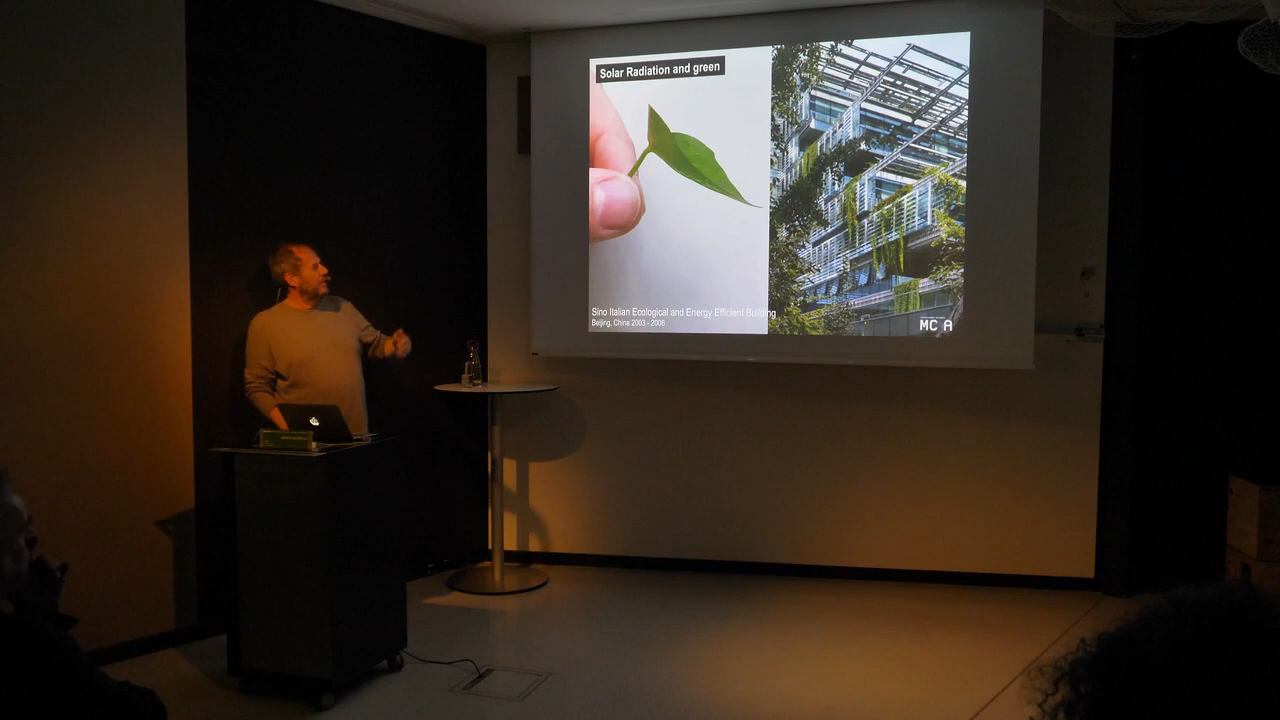 Solar Radiation and green
Sino Italian Ecological and Energy Efficient Building
Beijing, China 2003 - 2006
MC A